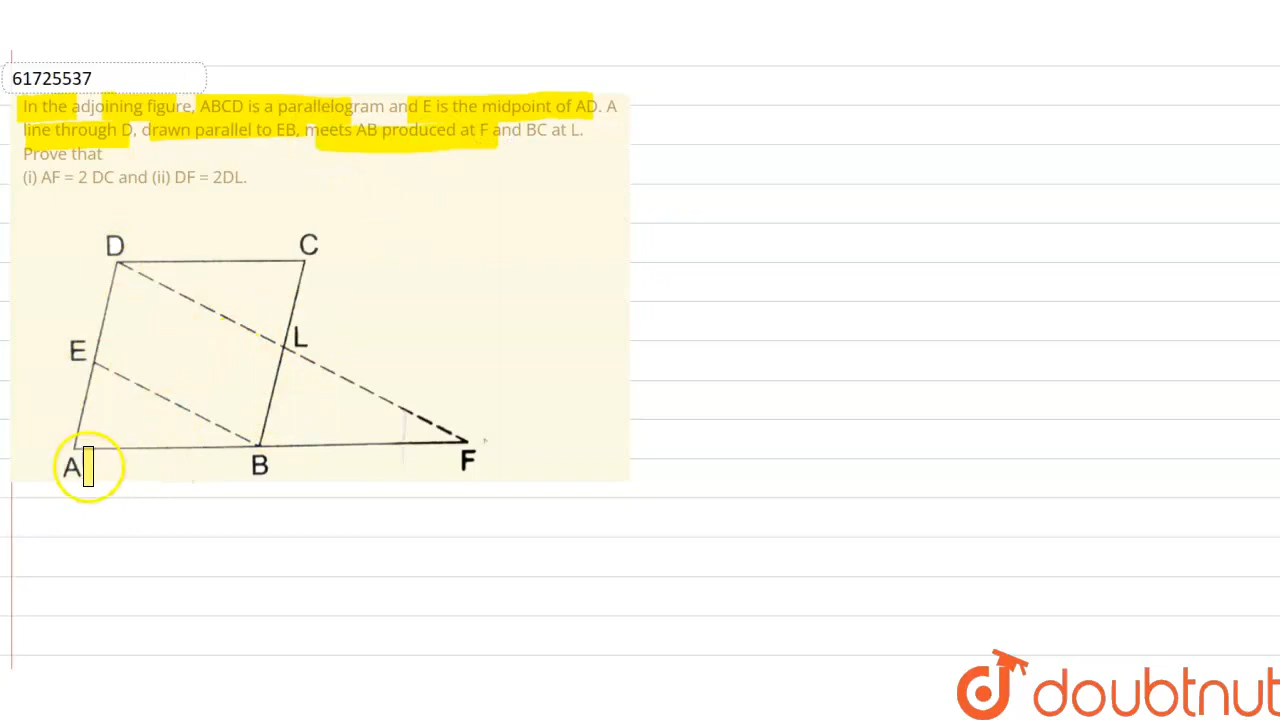 61725537
In the adjoining figure, ABCD is a parallelogram and E is the midpoint of AD. A
line through D, drawn parallel to EB, meets AB produced at F and BC at L.
Prove that
(i) AF = 2 DC and (ii) DF = 2DL.
D
C
L
E
A
B
F
doubtnut